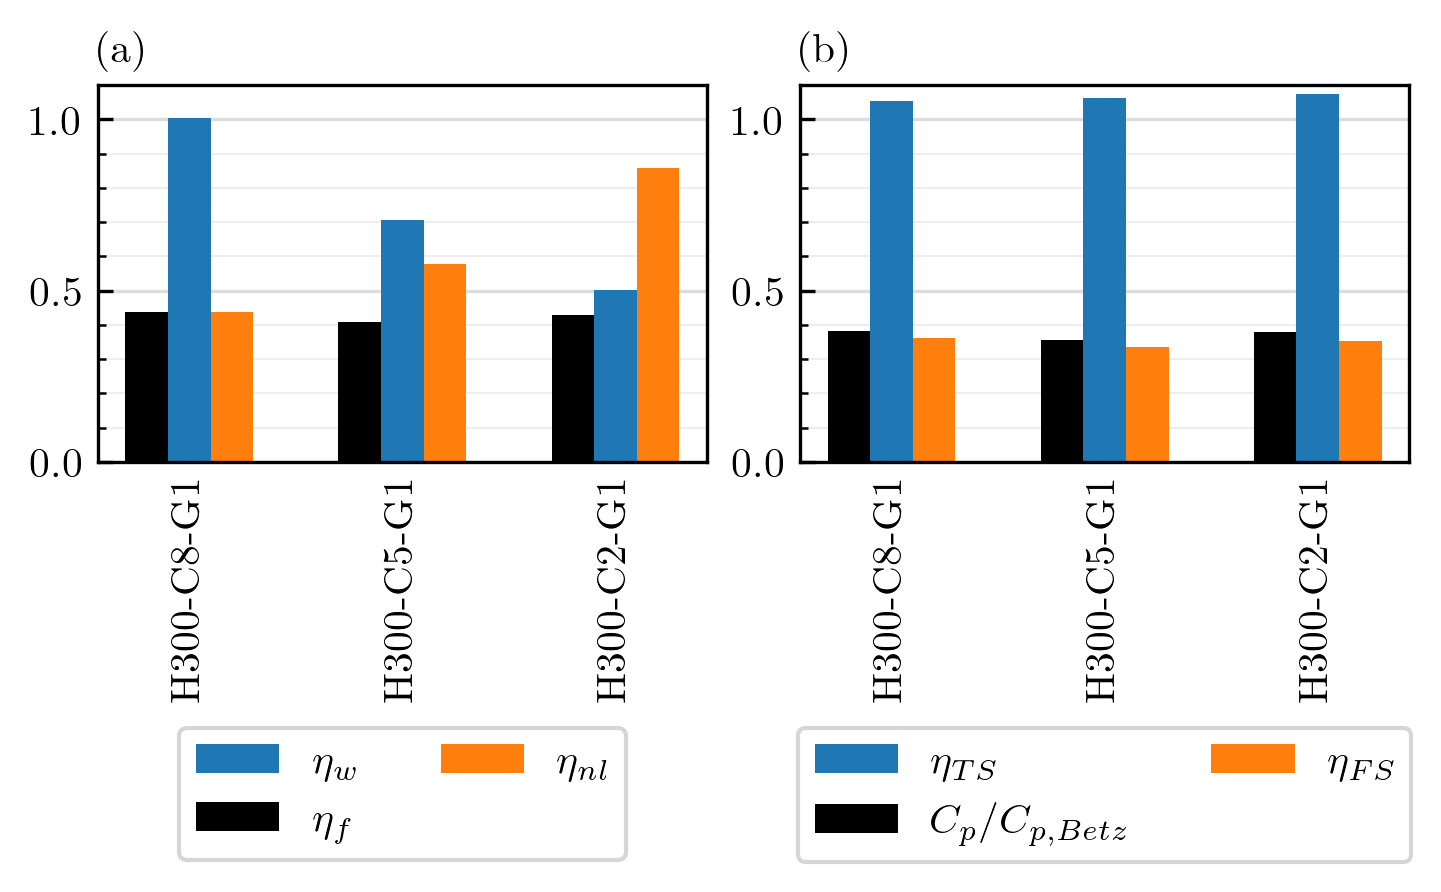 (a)
1.0
0.5
0.0
H300-C8-G1
H300-C5-G1
H300-C2-G1
η_w
η_nl
η_f
(b)
1.0
0.5
0.0
H300-C8-G1
H300-C5-G1
H300-C2-G1
η_TS
η_FS
C_p/C_p,Betz